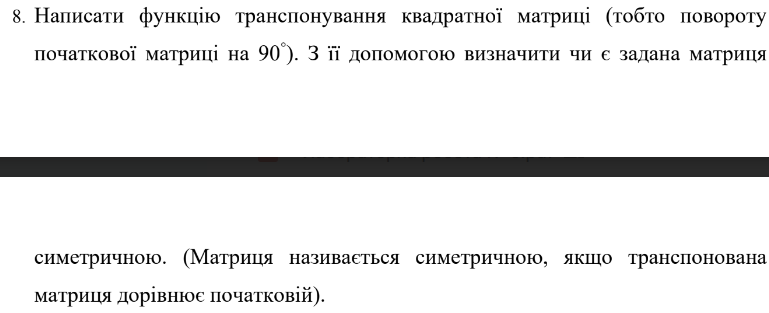 8. Написати функцію транспонування квадратної матриці (тобто повороту
початкової матриці на 90°). З її допомогою визначити чи є задана матриця
симетричною. (Матриця називається симетричною, якщо транспонована
матриця дорівнює початковій).